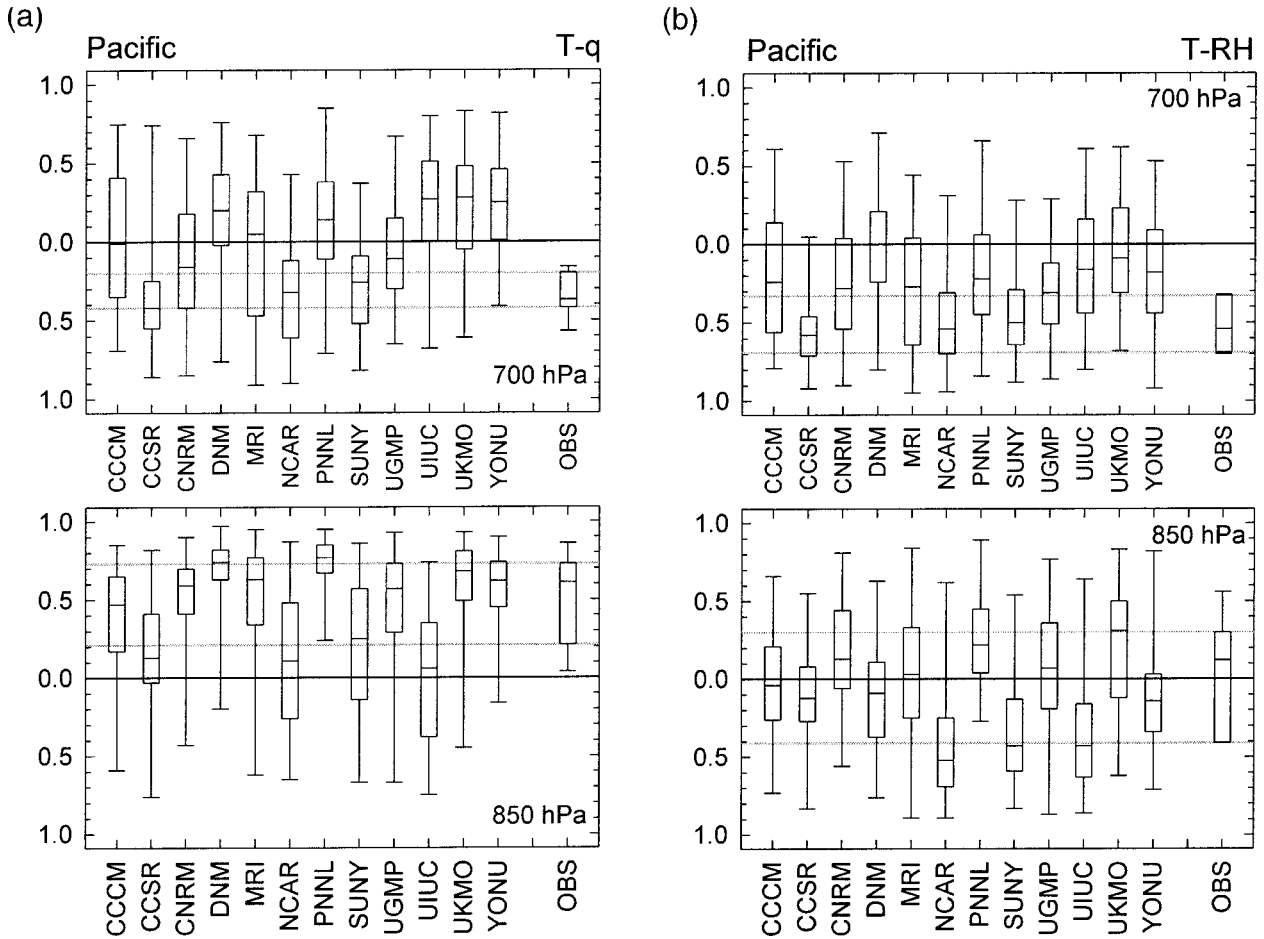 (a)
Pacific T-q
1.0
0.5
0.0
0.5
1.0
700 hPa
CCCM CCSR CNRM DNM MRI NCAR PNNL SUNY UGMP UIUC UKMO YONU OBS
1.0
0.5
0.0
0.5
1.0
850 hPa
CCCM CCSR CNRM DNM MRI NCAR PNNL SUNY UGMP UIUC UKMO YONU OBS
(b)
Pacific T-RH
700 hPa
1.0
0.5
0.0
0.5
1.0
CCCM CCSR CNRM DNM MRI NCAR PNNL SUNY UGMP UIUC UKMO YONU OBS
850 hPa
1.0
0.5
0.0
0.5
1.0
CCCM CCSR CNRM DNM MRI NCAR PNNL SUNY UGMP UIUC UKMO YONU OBS